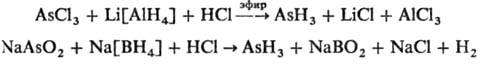 AsCl₃ + Li[AlH₄] + HCl —эфир→ AsH₃ + LiCl + AlCl₃
NaAsO₂ + Na[BH₄] + HCl → AsH₃ + NaBO₂ + NaCl + H₂